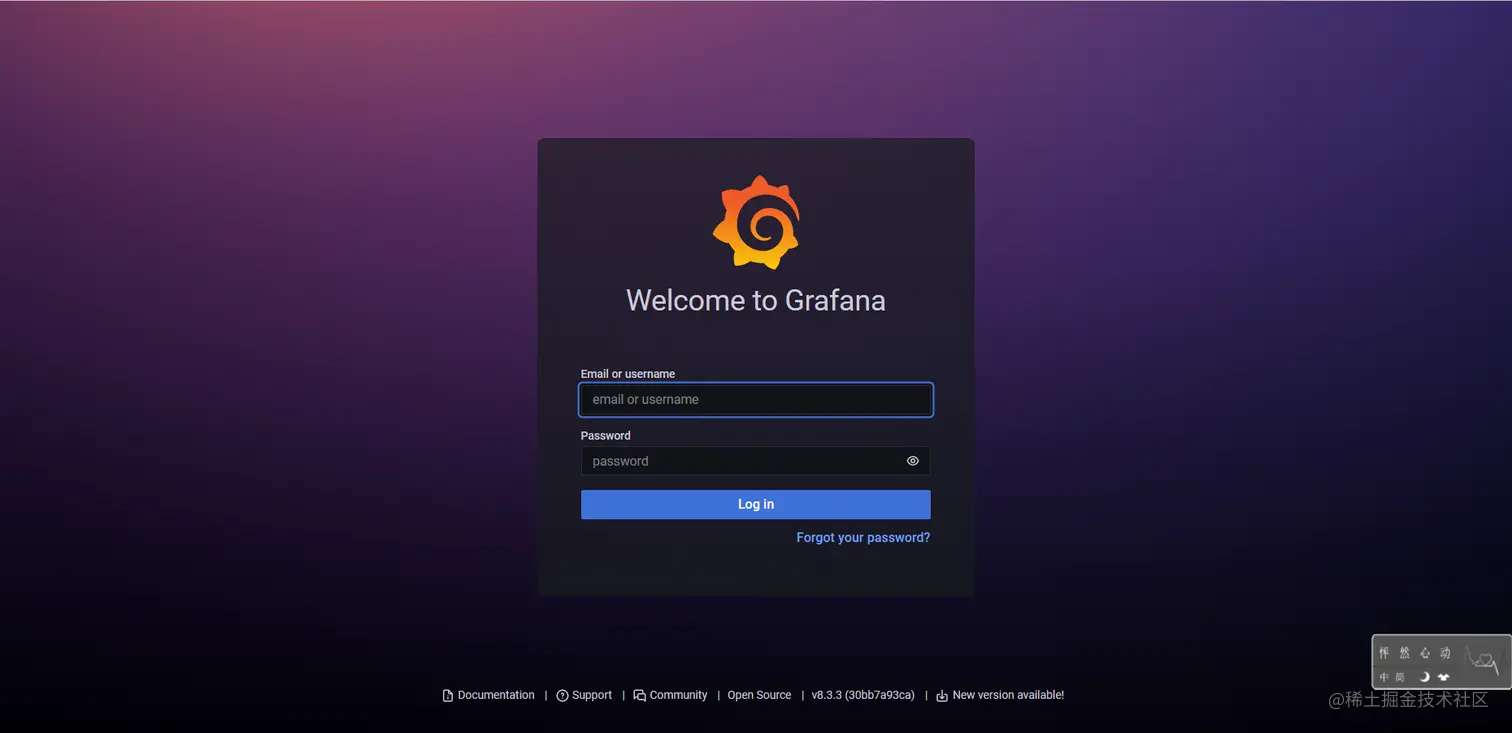 Welcome to Grafana
Email or username
email or username
Password
password
Log in
Forgot your password?
怦然心动
中 简
Documentation | Support | Community | Open Source | v8.3.3 (30bb7a93ca) | New version available!
@稀土掘金技术社区